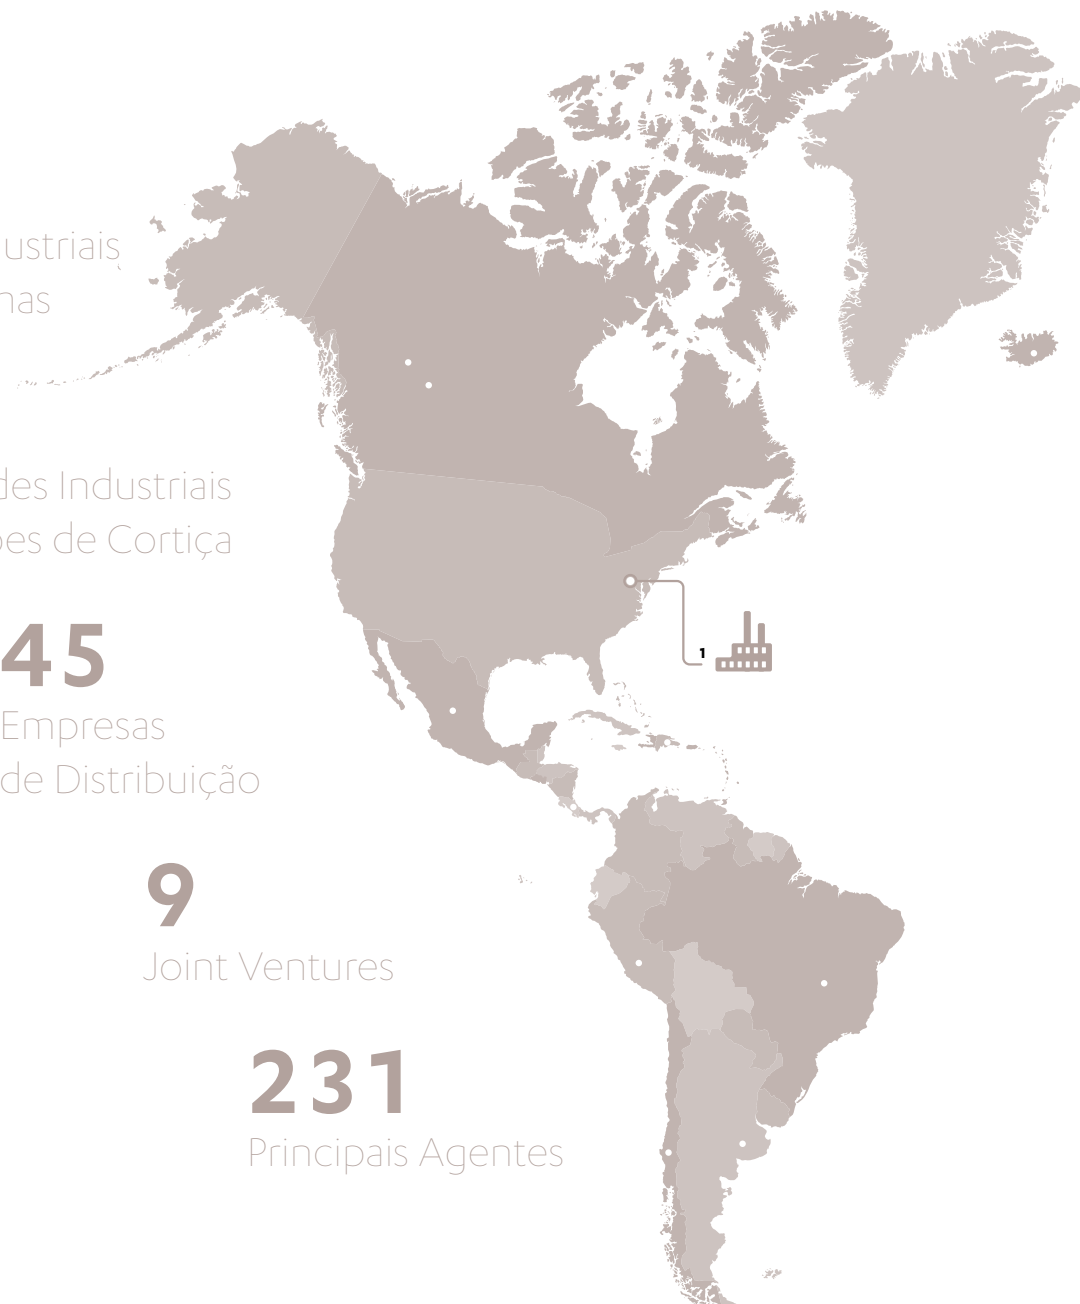 ustriais
nas
des Industriais
ões de Cortiça
45
Empresas
de Distribuição
9
Joint Ventures
231
Principais Agentes
1